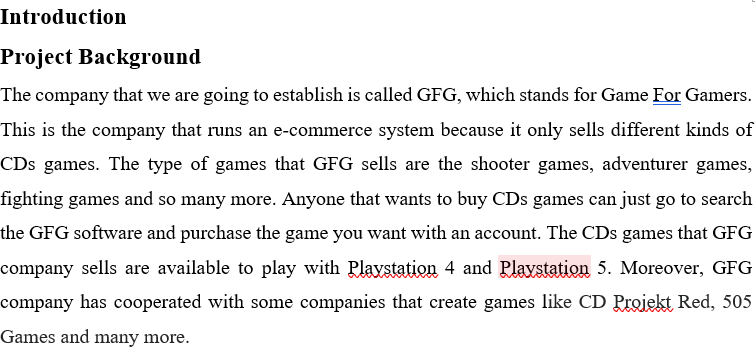 Introduction
Project Background
The company that we are going to establish is called GFG, which stands for Game For Gamers.
This is the company that runs an e-commerce system because it only sells different kinds of
CDs games. The type of games that GFG sells are the shooter games, adventurer games,
fighting games and so many more. Anyone that wants to buy CDs games can just go to search
the GFG software and purchase the game you want with an account. The CDs games that GFG
company sells are available to play with Playstation 4 and Playstation 5. Moreover, GFG
company has cooperated with some companies that create games like CD Projekt Red, 505
Games and many more.